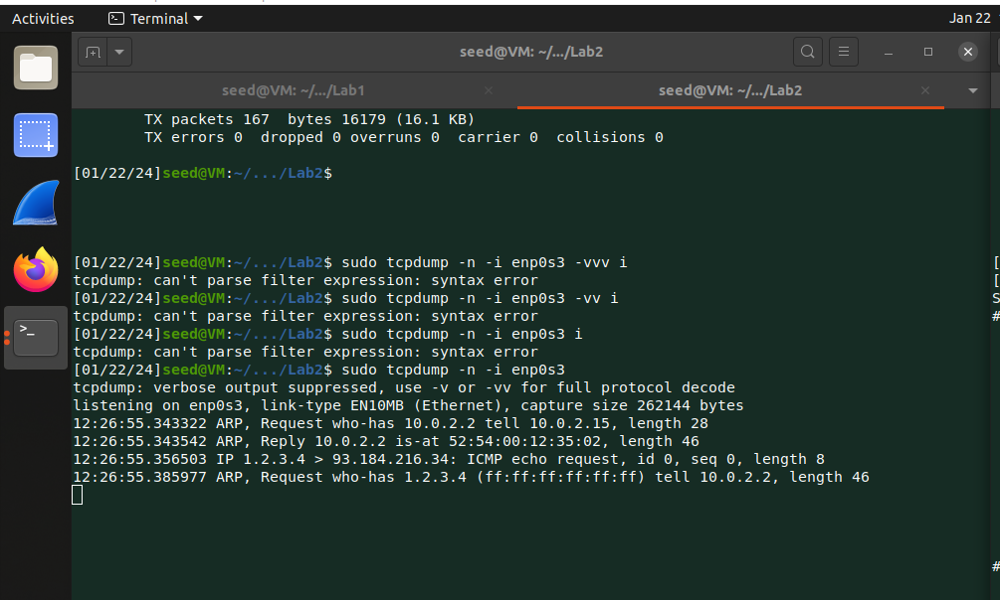 Activities Terminal Jan 22
seed@VM: ~/.../Lab2
seed@VM: ~/.../Lab1 seed@VM: ~/.../Lab2
TX packets 167  bytes 16179 (16.1 KB)
TX errors 0  dropped 0 overruns 0  carrier 0  collisions 0
[01/22/24]seed@VM:~/.../Lab2$
[01/22/24]seed@VM:~/.../Lab2$ sudo tcpdump -n -i enp0s3 -vvv i
tcpdump: can't parse filter expression: syntax error
[01/22/24]seed@VM:~/.../Lab2$ sudo tcpdump -n -i enp0s3 -vv i
tcpdump: can't parse filter expression: syntax error
[01/22/24]seed@VM:~/.../Lab2$ sudo tcpdump -n -i enp0s3 i
tcpdump: can't parse filter expression: syntax error
[01/22/24]seed@VM:~/.../Lab2$ sudo tcpdump -n -i enp0s3
tcpdump: verbose output suppressed, use -v or -vv for full protocol decode
listening on enp0s3, link-type EN10MB (Ethernet), capture size 262144 bytes
12:26:55.343322 ARP, Request who-has 10.0.2.2 tell 10.0.2.15, length 28
12:26:55.343542 ARP, Reply 10.0.2.2 is-at 52:54:00:12:35:02, length 46
12:26:55.356503 IP 1.2.3.4 > 93.184.216.34: ICMP echo request, id 0, seq 0, length 8
12:26:55.385977 ARP, Request who-has 1.2.3.4 (ff:ff:ff:ff:ff:ff) tell 10.0.2.2, length 46